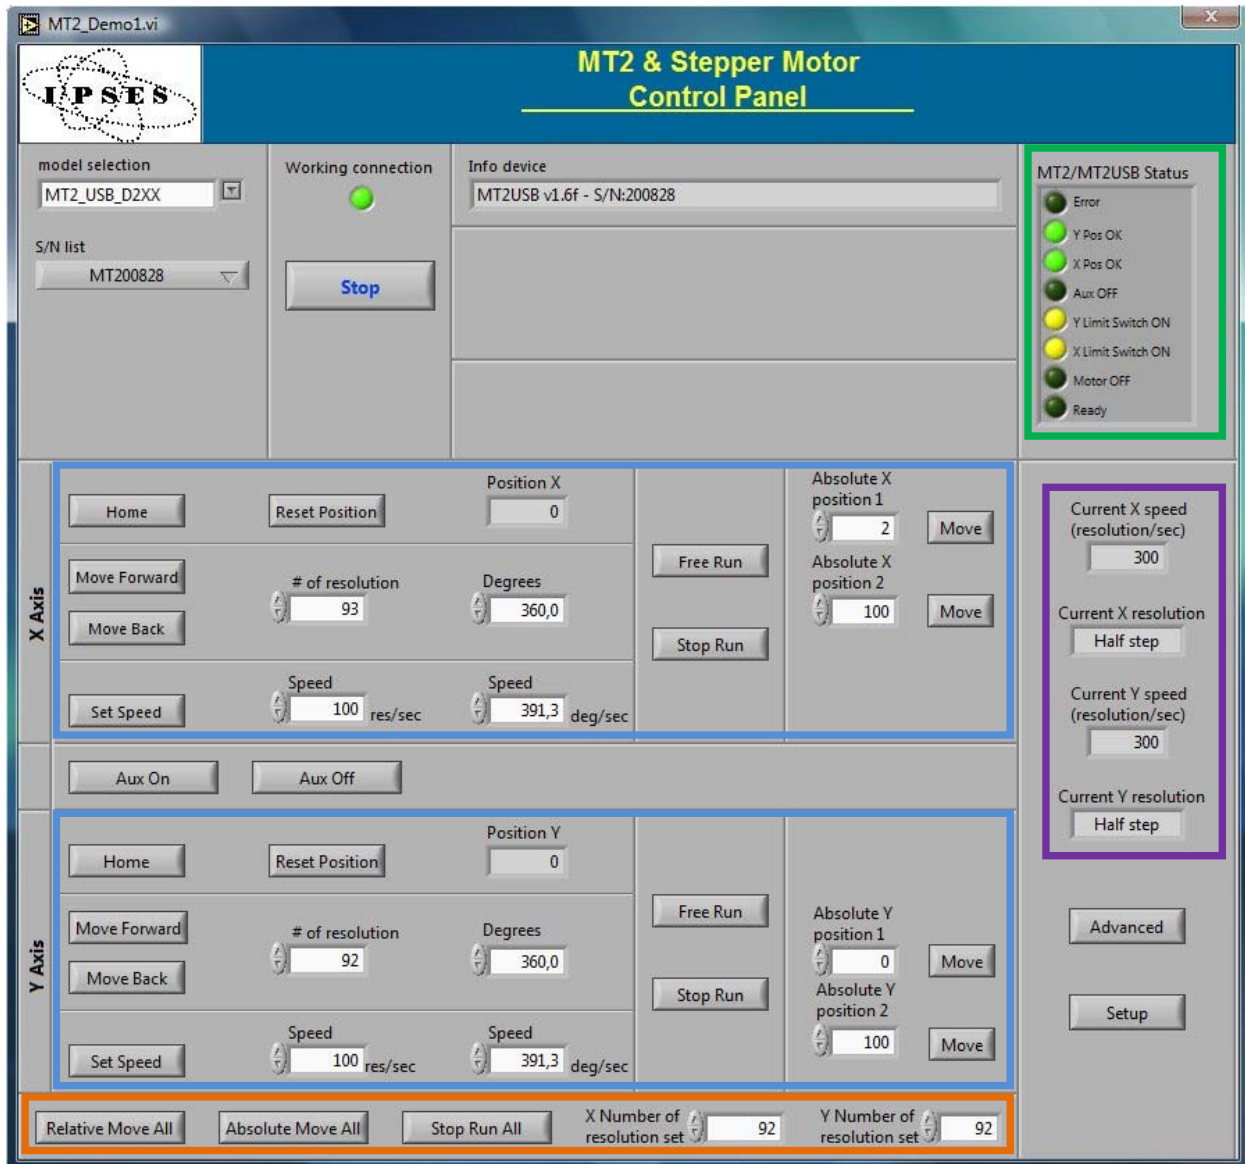 MT2_Demo1.vi
X
IPSES
MT2 & Stepper Motor
Control Panel
model selection
MT2_USB_D2XX
S/N list
MT200828
Working connection
Stop
Info device
MT2USB v1.6f - S/N:200828
MT2/MT2USB Status
Error
Y Pos OK
X Pos OK
Aux OFF
Y Limit Switch ON
X Limit Switch ON
Motor OFF
Ready
X Axis
Home
Reset Position
Position X
0
Move Forward
Move Back
# of resolution
93
Degrees
360,0
Set Speed
Speed
100 res/sec
Speed
391,3 deg/sec
Free Run
Stop Run
Absolute X
position 1
2
Move
Absolute X
position 2
100
Move
Current X speed
(resolution/sec)
300
Current X resolution
Half step
Current Y speed
(resolution/sec)
300
Current Y resolution
Half step
Aux On
Aux Off
Y Axis
Home
Reset Position
Position Y
0
Move Forward
Move Back
# of resolution
92
Degrees
360,0
Set Speed
Speed
100 res/sec
Speed
391,3 deg/sec
Free Run
Stop Run
Absolute Y
position 1
0
Move
Absolute Y
position 2
100
Move
Advanced
Setup
Relative Move All
Absolute Move All
Stop Run All
X Number of
resolution set
92
Y Number of
resolution set
92